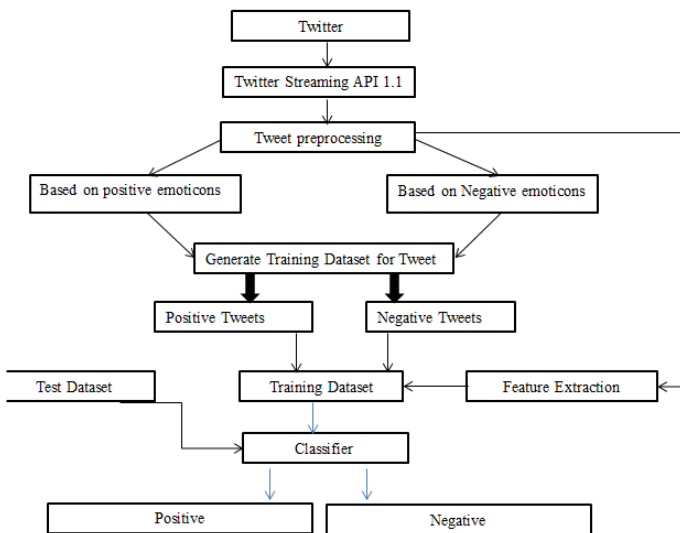 Twitter
Twitter Streaming API 1.1
Tweet preprocessing
Based on positive emoticons
Based on Negative emoticons
Generate Training Dataset for Tweet
Positive Tweets
Negative Tweets
Test Dataset
Training Dataset
Feature Extraction
Classifier
Positive
Negative